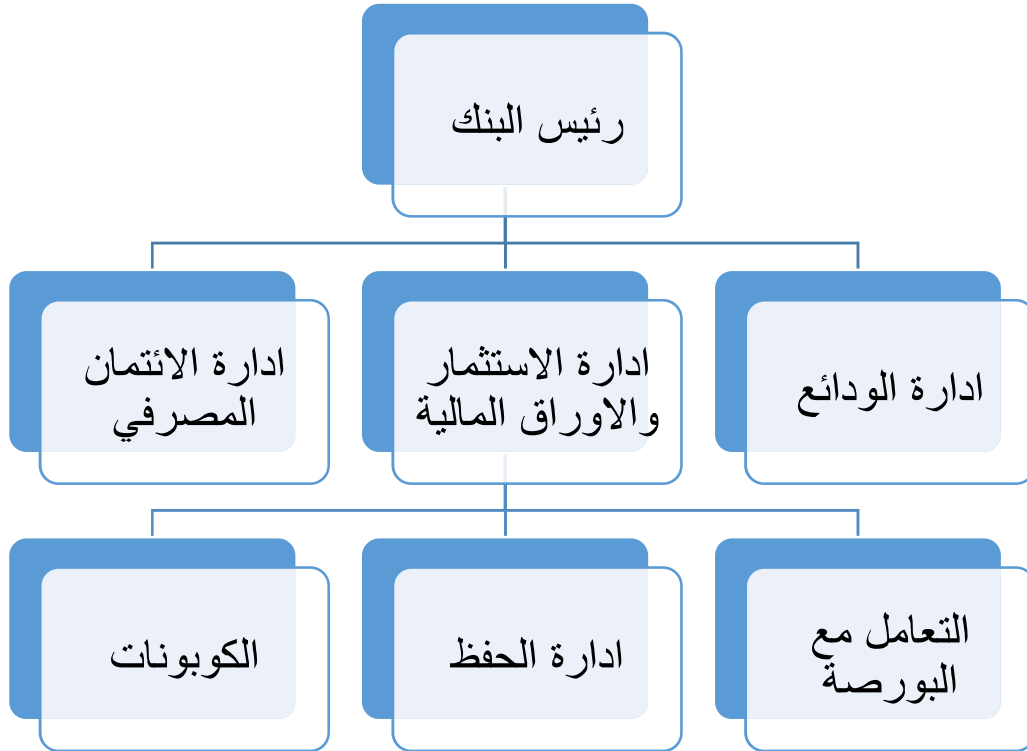 رئيس البنك
ادارة الودائع
ادارة الاستثمار
والاوراق المالية
ادارة الائتمان
المصرفي
التعامل مع
البورصة
ادارة الحفظ
الكوبونات